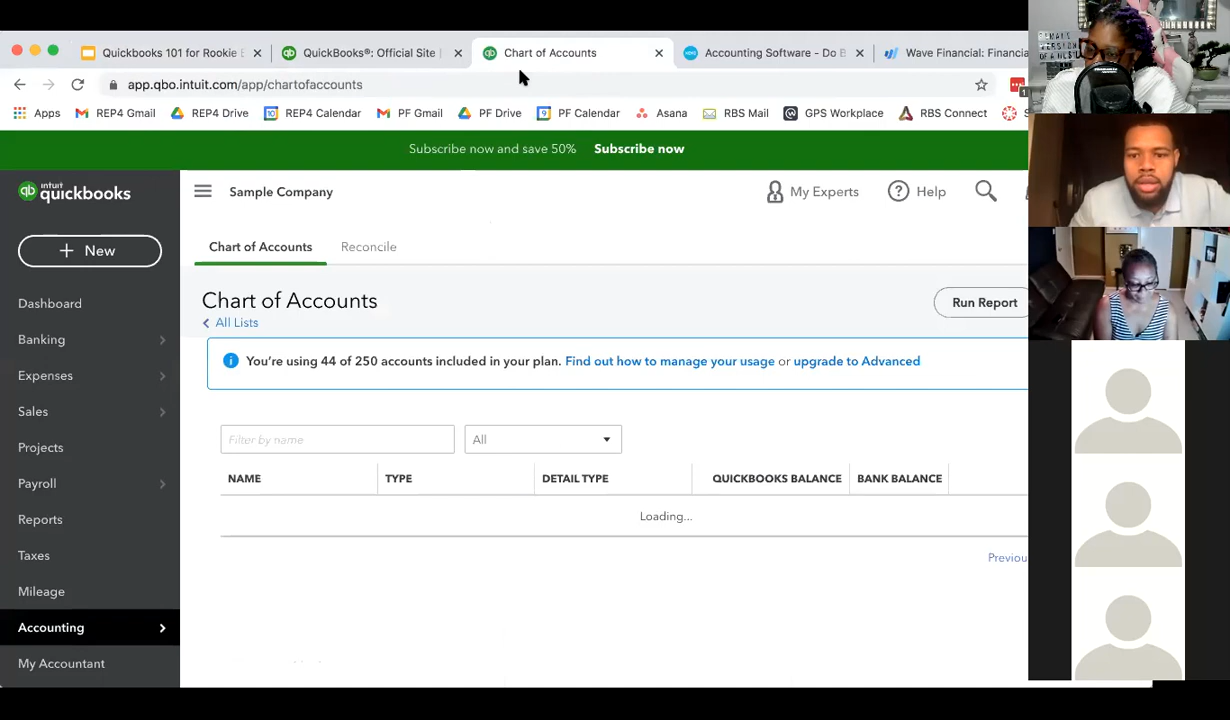 Quickbooks 101 for Rookie
QuickBooks®: Official Site
Chart of Accounts
Accounting Software - Do
Wave Financial: Financi
app.qbo.intuit.com/app/chartofaccounts
Apps
REP4 Gmail
REP4 Drive
REP4 Calendar
PF Gmail
PF Drive
PF Calendar
Asana
RBS Mail
GPS Workplace
RBS Connect
Subscribe now and save 50% Subscribe now
intuit
quickbooks
Sample Company
My Experts
Help
+ New
Chart of Accounts
Reconcile
Dashboard
Banking
Expenses
Sales
Projects
Payroll
Reports
Taxes
Mileage
Accounting
My Accountant
Chart of Accounts
All Lists
Run Report
You're using 44 of 250 accounts included in your plan. Find out how to manage your usage or upgrade to Advanced
Filter by name
All
NAME
TYPE
DETAIL TYPE
QUICKBOOKS BALANCE
BANK BALANCE
Loading...
Previou